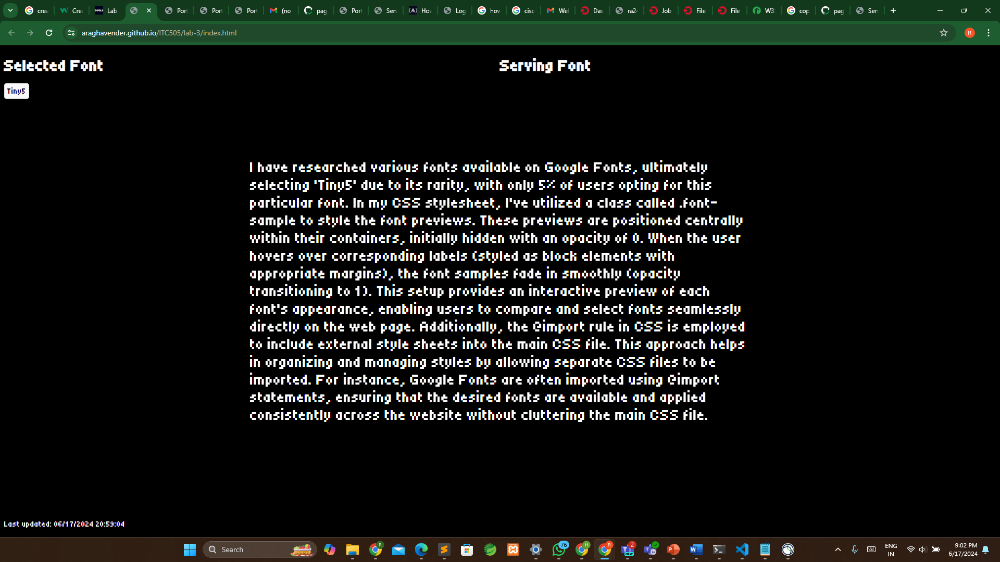 crea
Crea
Lab
Port
Port
Port
(no
pag
Port
Serv
How
Log
how
cisc
Wel
Das
ra24
Job
File
File
W3
cop
pag
Ser
araghavender.github.io/ITC505/lab-3/index.html
R
Selected Font
Serving Font
Tiny5
I have researched various fonts available on Google Fonts, ultimately
selecting 'Tiny5' due to its rarity, with only 5% of users opting for this
particular font. In my CSS stylesheet, I've utilized a class called .font-
sample to style the font previews. These previews are positioned centrally
within their containers, initially hidden with an opacity of 0. When the user
hovers over corresponding labels (styled as block elements with
appropriate margins), the font samples fade in smoothly (opacity
transitioning to 1). This setup provides an interactive preview of each
font's appearance, enabling users to compare and select fonts seamlessly
directly on the web page. Additionally, the @import rule in CSS is employed
to include external style sheets into the main CSS file. This approach helps
in organizing and managing styles by allowing separate CSS files to be
imported. For instance, Google Fonts are often imported using @import
statements, ensuring that the desired fonts are available and applied
consistently across the website without cluttering the main CSS file.
Last updated: 06/17/2024 20:59:04
Search
76
2
NEW
ENG
IN
9:02 PM
6/17/2024